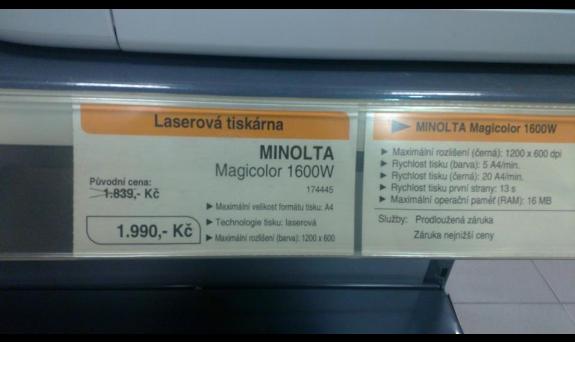 Laserová tiskárna
MINOLTA
Magicolor 1600W
174445
Původní cena:
1.839,- Kč
1.990,- Kč
► Maximální velikost formátu tisku: A4
► Technologie tisku: laserová
► Maximální rozlišení (barva): 1200 x 600
► MINOLTA Magicolor 1600W
► Maximální rozlišení (černá): 1200 x 600 dpi
► Rychlost tisku (barva): 5 A4/min.
► Rychlost tisku (černá): 20 A4/min.
► Rychlost tisku první strany: 13 s
► Maximální operační paměť (RAM): 16 MB
Služby: Prodloužená záruka
Záruka nejnižší ceny